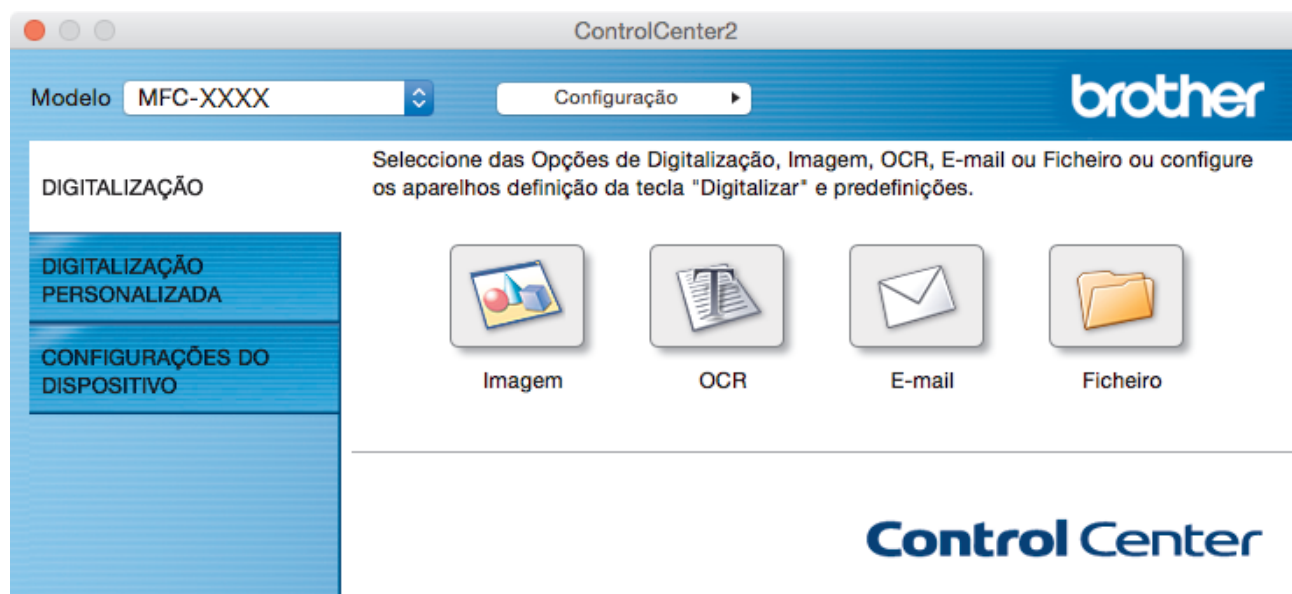 ControlCenter2
Modelo MFC-XXXX Configuração brother
DIGITALIZAÇÃO
DIGITALIZAÇÃO
PERSONALIZADA
CONFIGURAÇÕES DO
DISPOSITIVO
Seleccione das Opções de Digitalização, Imagem, OCR, E-mail ou Ficheiro ou configure
os aparelhos definição da tecla "Digitalizar" e predefinições.
Imagem OCR E-mail Ficheiro
Control Center